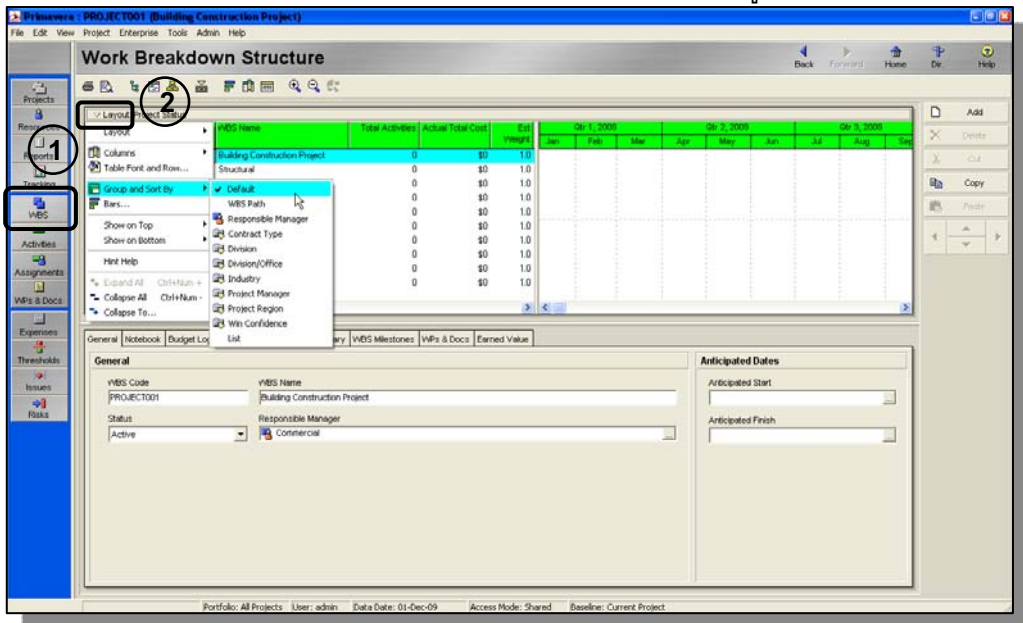 Primavera : PROJECT001 (Building Construction Project)
File Edit View Project Enterprise Tools Admin Help
Work Breakdown Structure
Back Forward Home Dir. Help
2
1
Projects
Resources
Reports
Tracking
WBS
Activities
Assignments
WPs & Docs
Expenses
Thresholds
Issues
Risks
Layout: Project Status
WBS Name Total Activities Actual Total Cost Est Weight
Qtr 1, 2005 Qtr 2, 2005 Qtr 3, 2005
Jan Feb Mar Apr May Jun Jul Aug Sep
Building Construction Project 0 $0 1.0
Structural 0 $0 1.0
0 $0 1.0
0 $0 1.0
0 $0 1.0
0 $0 1.0
0 $0 1.0
0 $0 1.0
0 $0 1.0
0 $0 1.0
Layout
Columns
Table Font and Row...
Group and Sort By
Bars...
Show on Top
Show on Bottom
Hint Help
Expand All Ctrl+Num +
Collapse All Ctrl+Num -
Collapse To...
Default
WBS Path
Responsible Manager
Contract Type
Division
Division/Office
Industry
Project Manager
Project Region
Win Confidence
List
Add
Delete
Cut
Copy
Paste
General Notebook Budget Log WBS Milestones WPs & Docs Earned Value
General
WBS Code WBS Name
PROJECT001 Building Construction Project
Status Responsible Manager
Active Commercial
Anticipated Dates
Anticipated Start
Anticipated Finish
Portfolio: All Projects User: admin Data Date: 01-Dec-09 Access Mode: Shared Baseline: Current Project